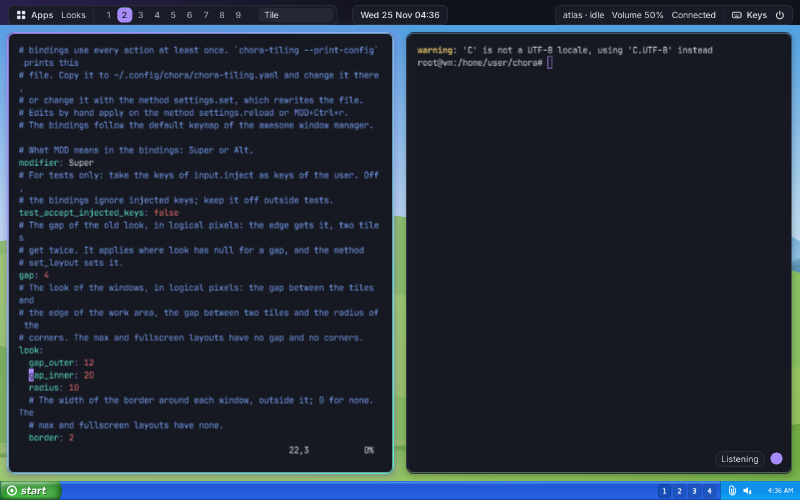 Apps Looks 1 2 3 4 5 6 7 8 9 Tile Wed 25 Nov 04:36 atlas · idle Volume 50% Connected Keys
# bindings use every action at least once. `chora-tiling --print-config`
prints this
# file. Copy it to ~/.config/chora/chora-tiling.yaml and change it there
,
# or change it with the method settings.set, which rewrites the file.
# Edits by hand apply on the method settings.reload or MOD+Ctrl+r.
# The bindings follow the default keymap of the awesome window manager.
# What MOD means in the bindings: Super or Alt.
modifier: Super
# For tests only: take the keys of input.inject as keys of the user. Off
,
# the bindings ignore injected keys; keep it off outside tests.
test_accept_injected_keys: false
# The gap of the old look, in logical pixels: the edge gets it, two tile
s
# get twice. It applies where look has null for a gap, and the method
# set_layout sets it.
gap: 4
# The look of the windows, in logical pixels: the gap between the tiles
and
# the edge of the work area, the gap between two tiles and the radius of
the
# corners. The max and fullscreen layouts have no gap and no corners.
look:
gap_outer: 12
gap_inner: 20
radius: 10
# The width of the border around each window, outside it; 0 for none.
The
# max and fullscreen layouts have none.
border: 2
22,3 0%
warning: 'C' is not a UTF-8 locale, using 'C.UTF-8' instead
root@vm:/home/user/chora#
Listening
start 1 2 3 4 4:36 AM